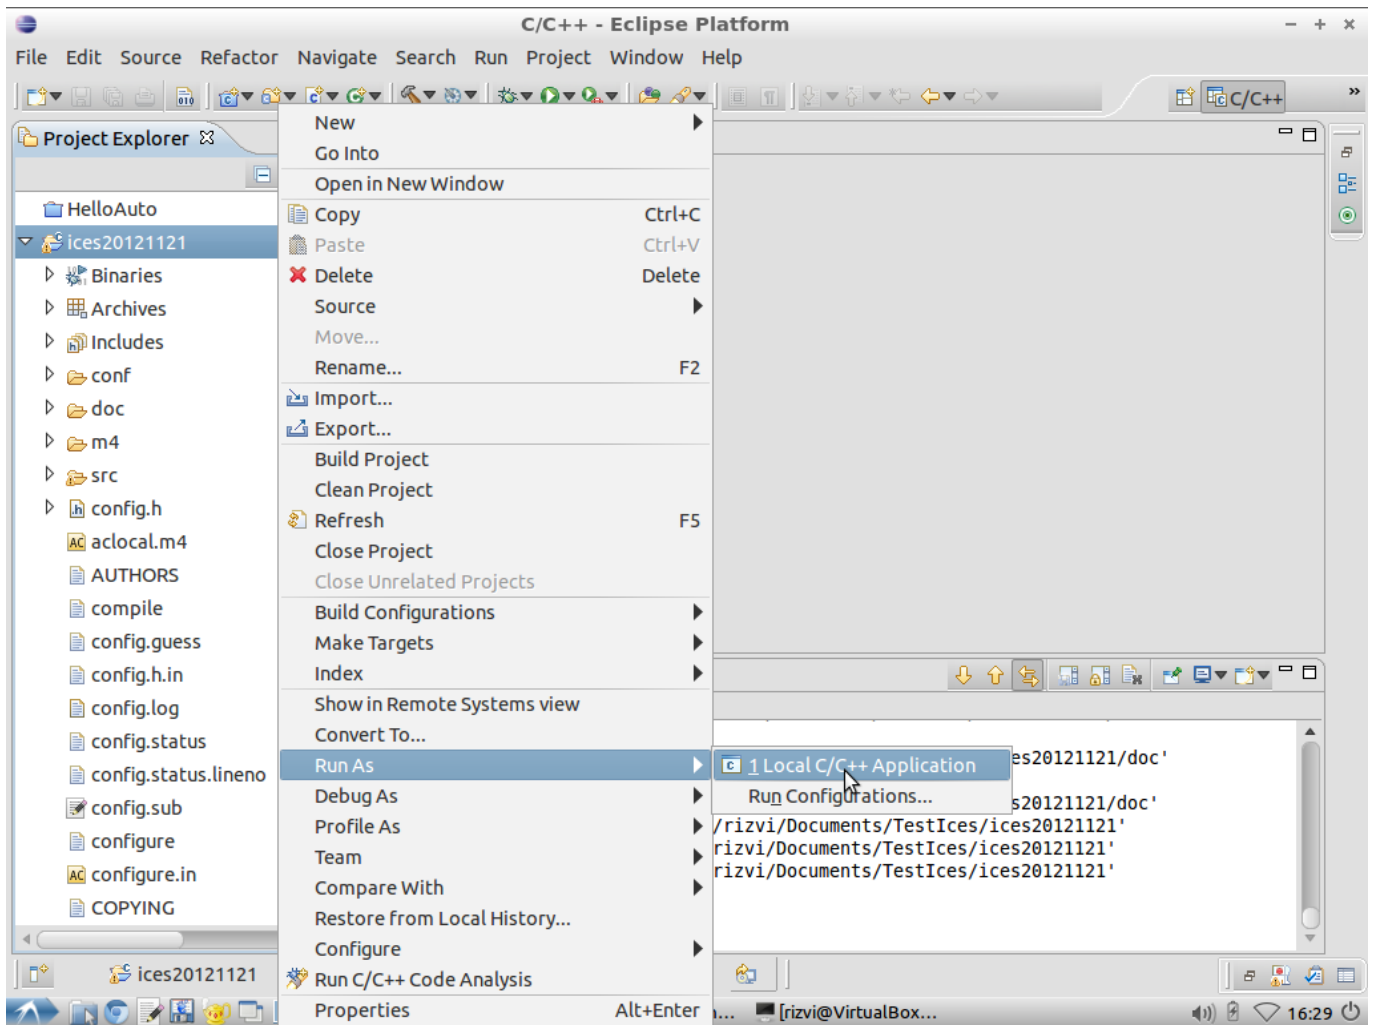 C/C++ - Eclipse Platform
File Edit Source Refactor Navigate Search Run Project Window Help
C/C++
Project Explorer
HelloAuto
ices20121121
Binaries
Archives
Includes
conf
doc
m4
src
config.h
aclocal.m4
AUTHORS
compile
config.guess
config.h.in
config.log
config.status
config.status.lineno
config.sub
configure
configure.in
COPYING
New
Go Into
Open in New Window
Copy Ctrl+C
Paste Ctrl+V
Delete Delete
Source
Move...
Rename... F2
Import...
Export...
Build Project
Clean Project
Refresh F5
Close Project
Close Unrelated Projects
Build Configurations
Make Targets
Index
Show in Remote Systems view
Convert To...
Run As
Debug As
Profile As
Team
Compare With
Restore from Local History...
Configure
Run C/C++ Code Analysis
Properties Alt+Enter
1 Local C/C++ Application
Run Configurations...
es20121121/doc'
s20121121/doc'
/rizvi/Documents/TestIces/ices20121121'
rizvi/Documents/TestIces/ices20121121'
rizvi/Documents/TestIces/ices20121121'
ices20121121
[rizvi@VirtualBox...
16:29